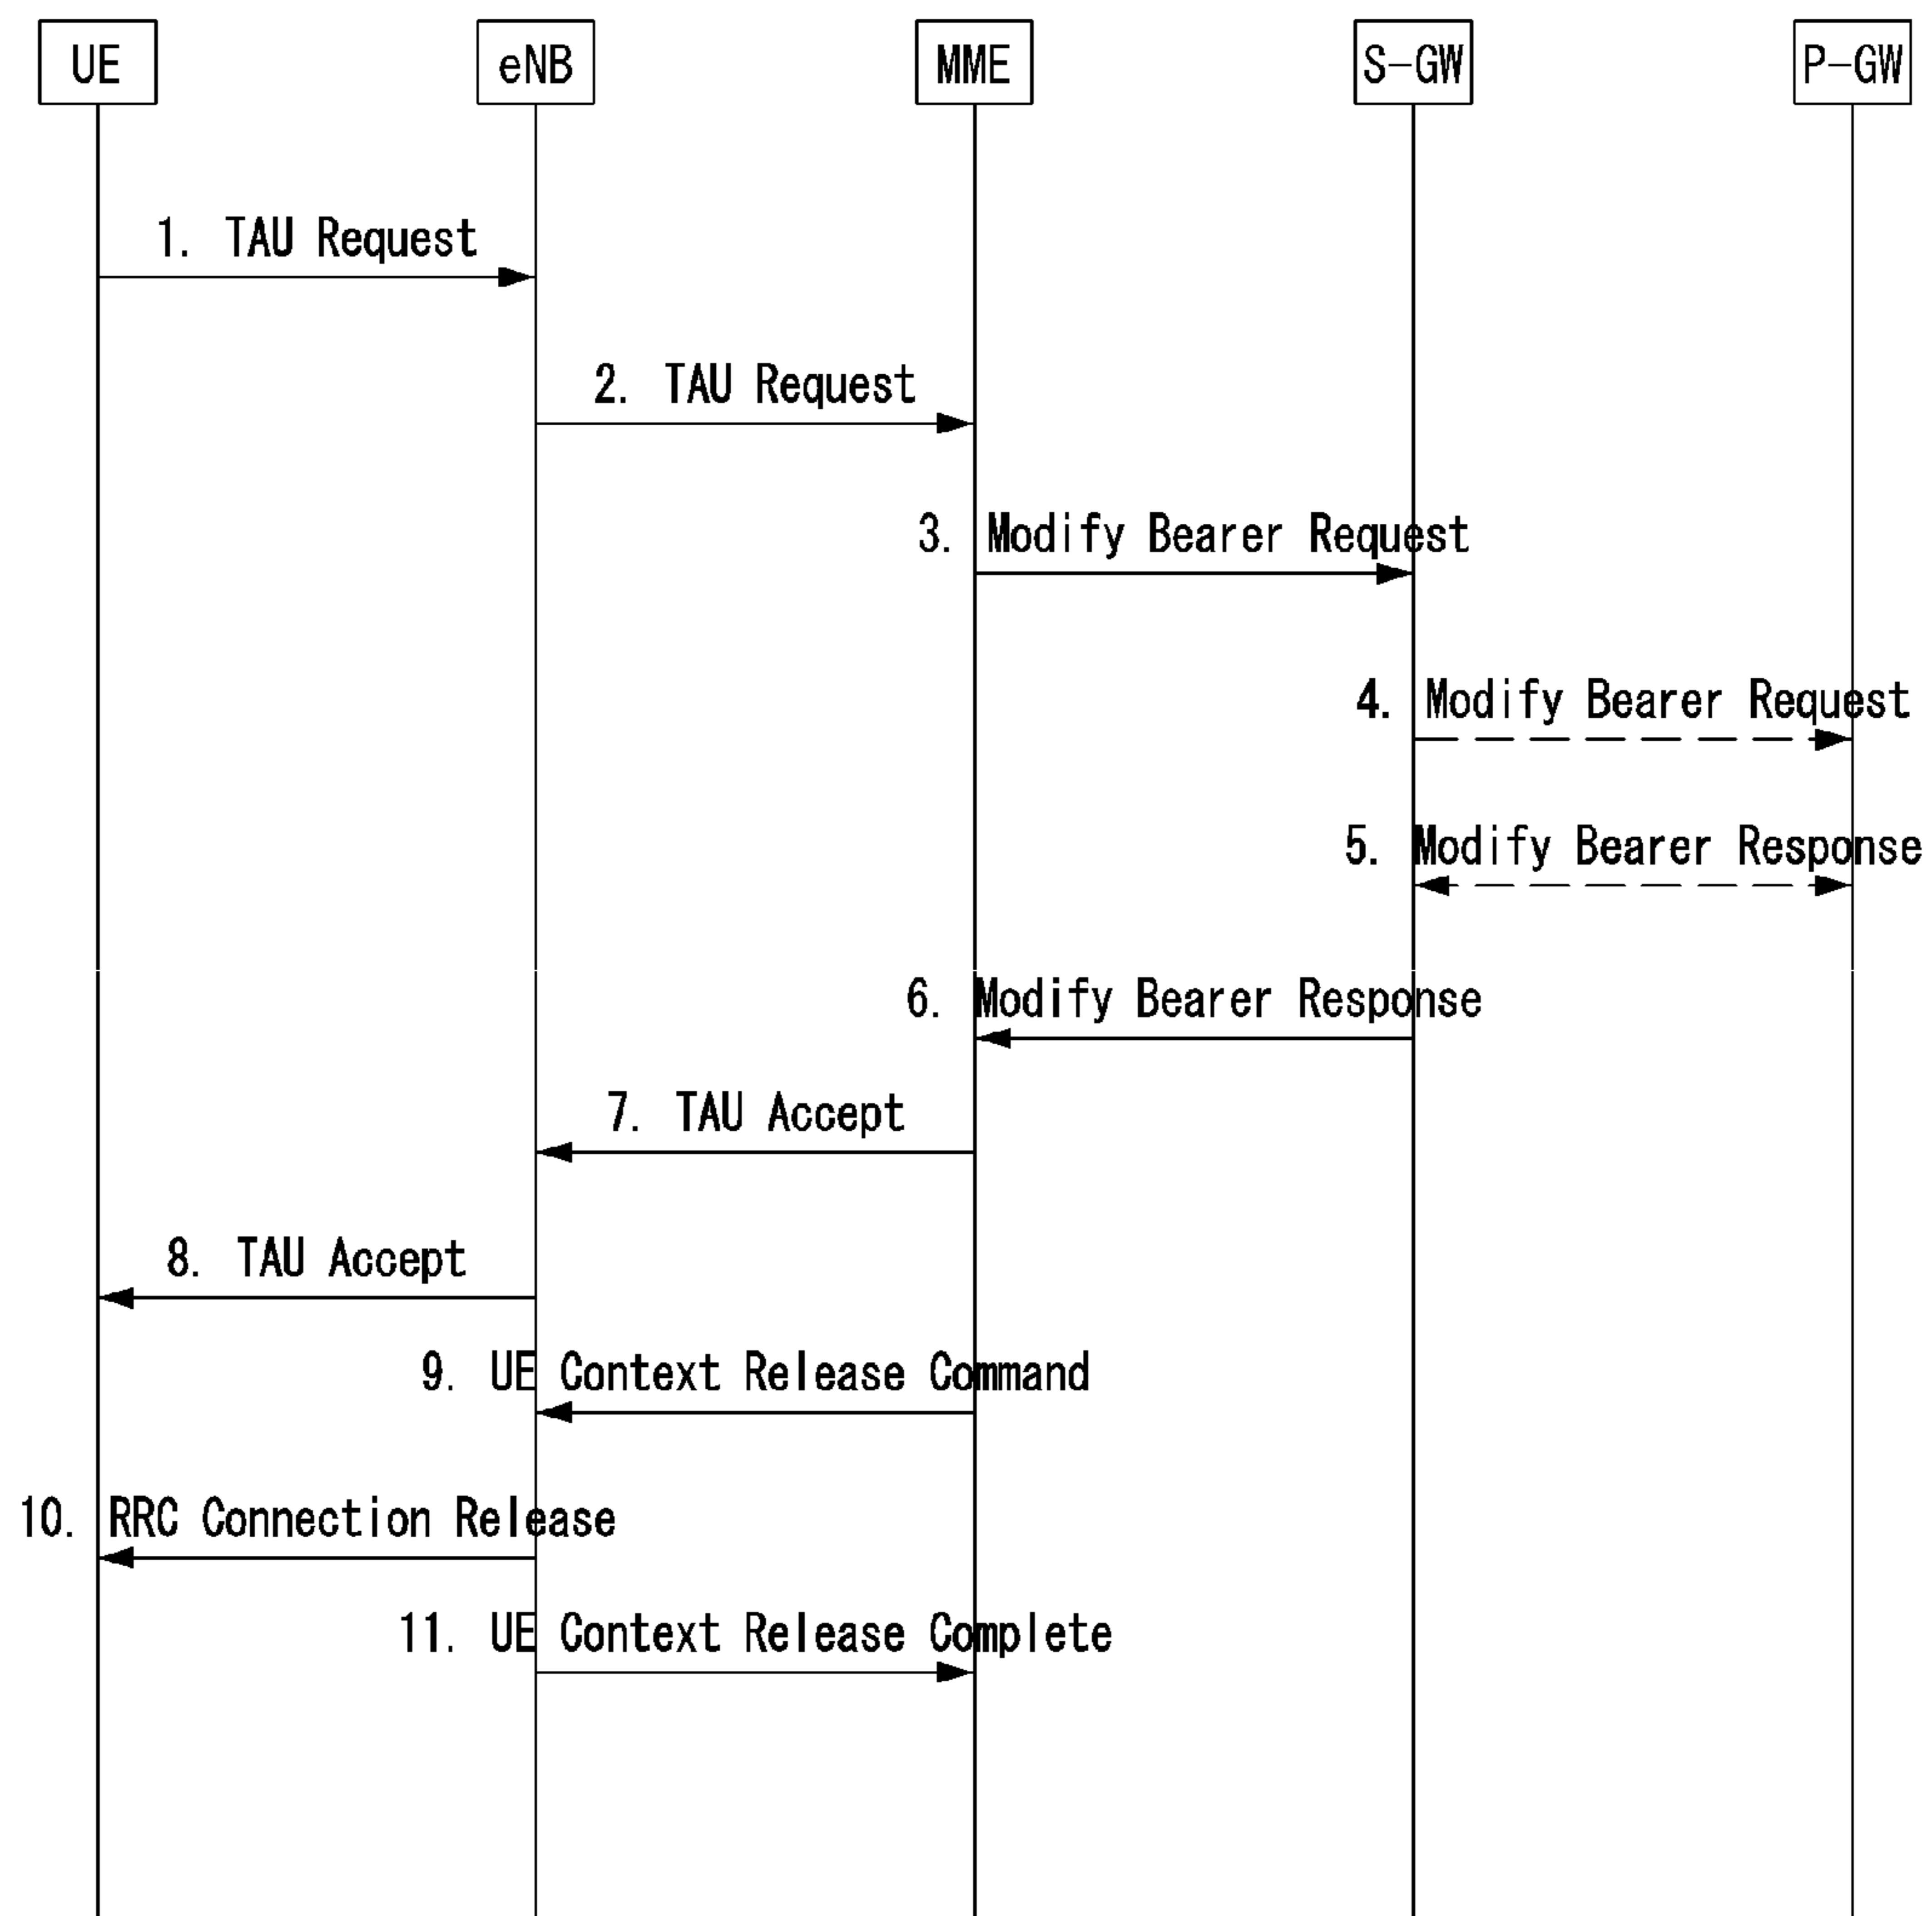 UE eNB MME S-GW P-GW
1. TAU Request
2. TAU Request
3. Modify Bearer Request
4. Modify Bearer Request
5. Modify Bearer Response
6. Modify Bearer Response
7. TAU Accept
8. TAU Accept
9. UE Context Release Command
10. RRC Connection Release
11. UE Context Release Complete